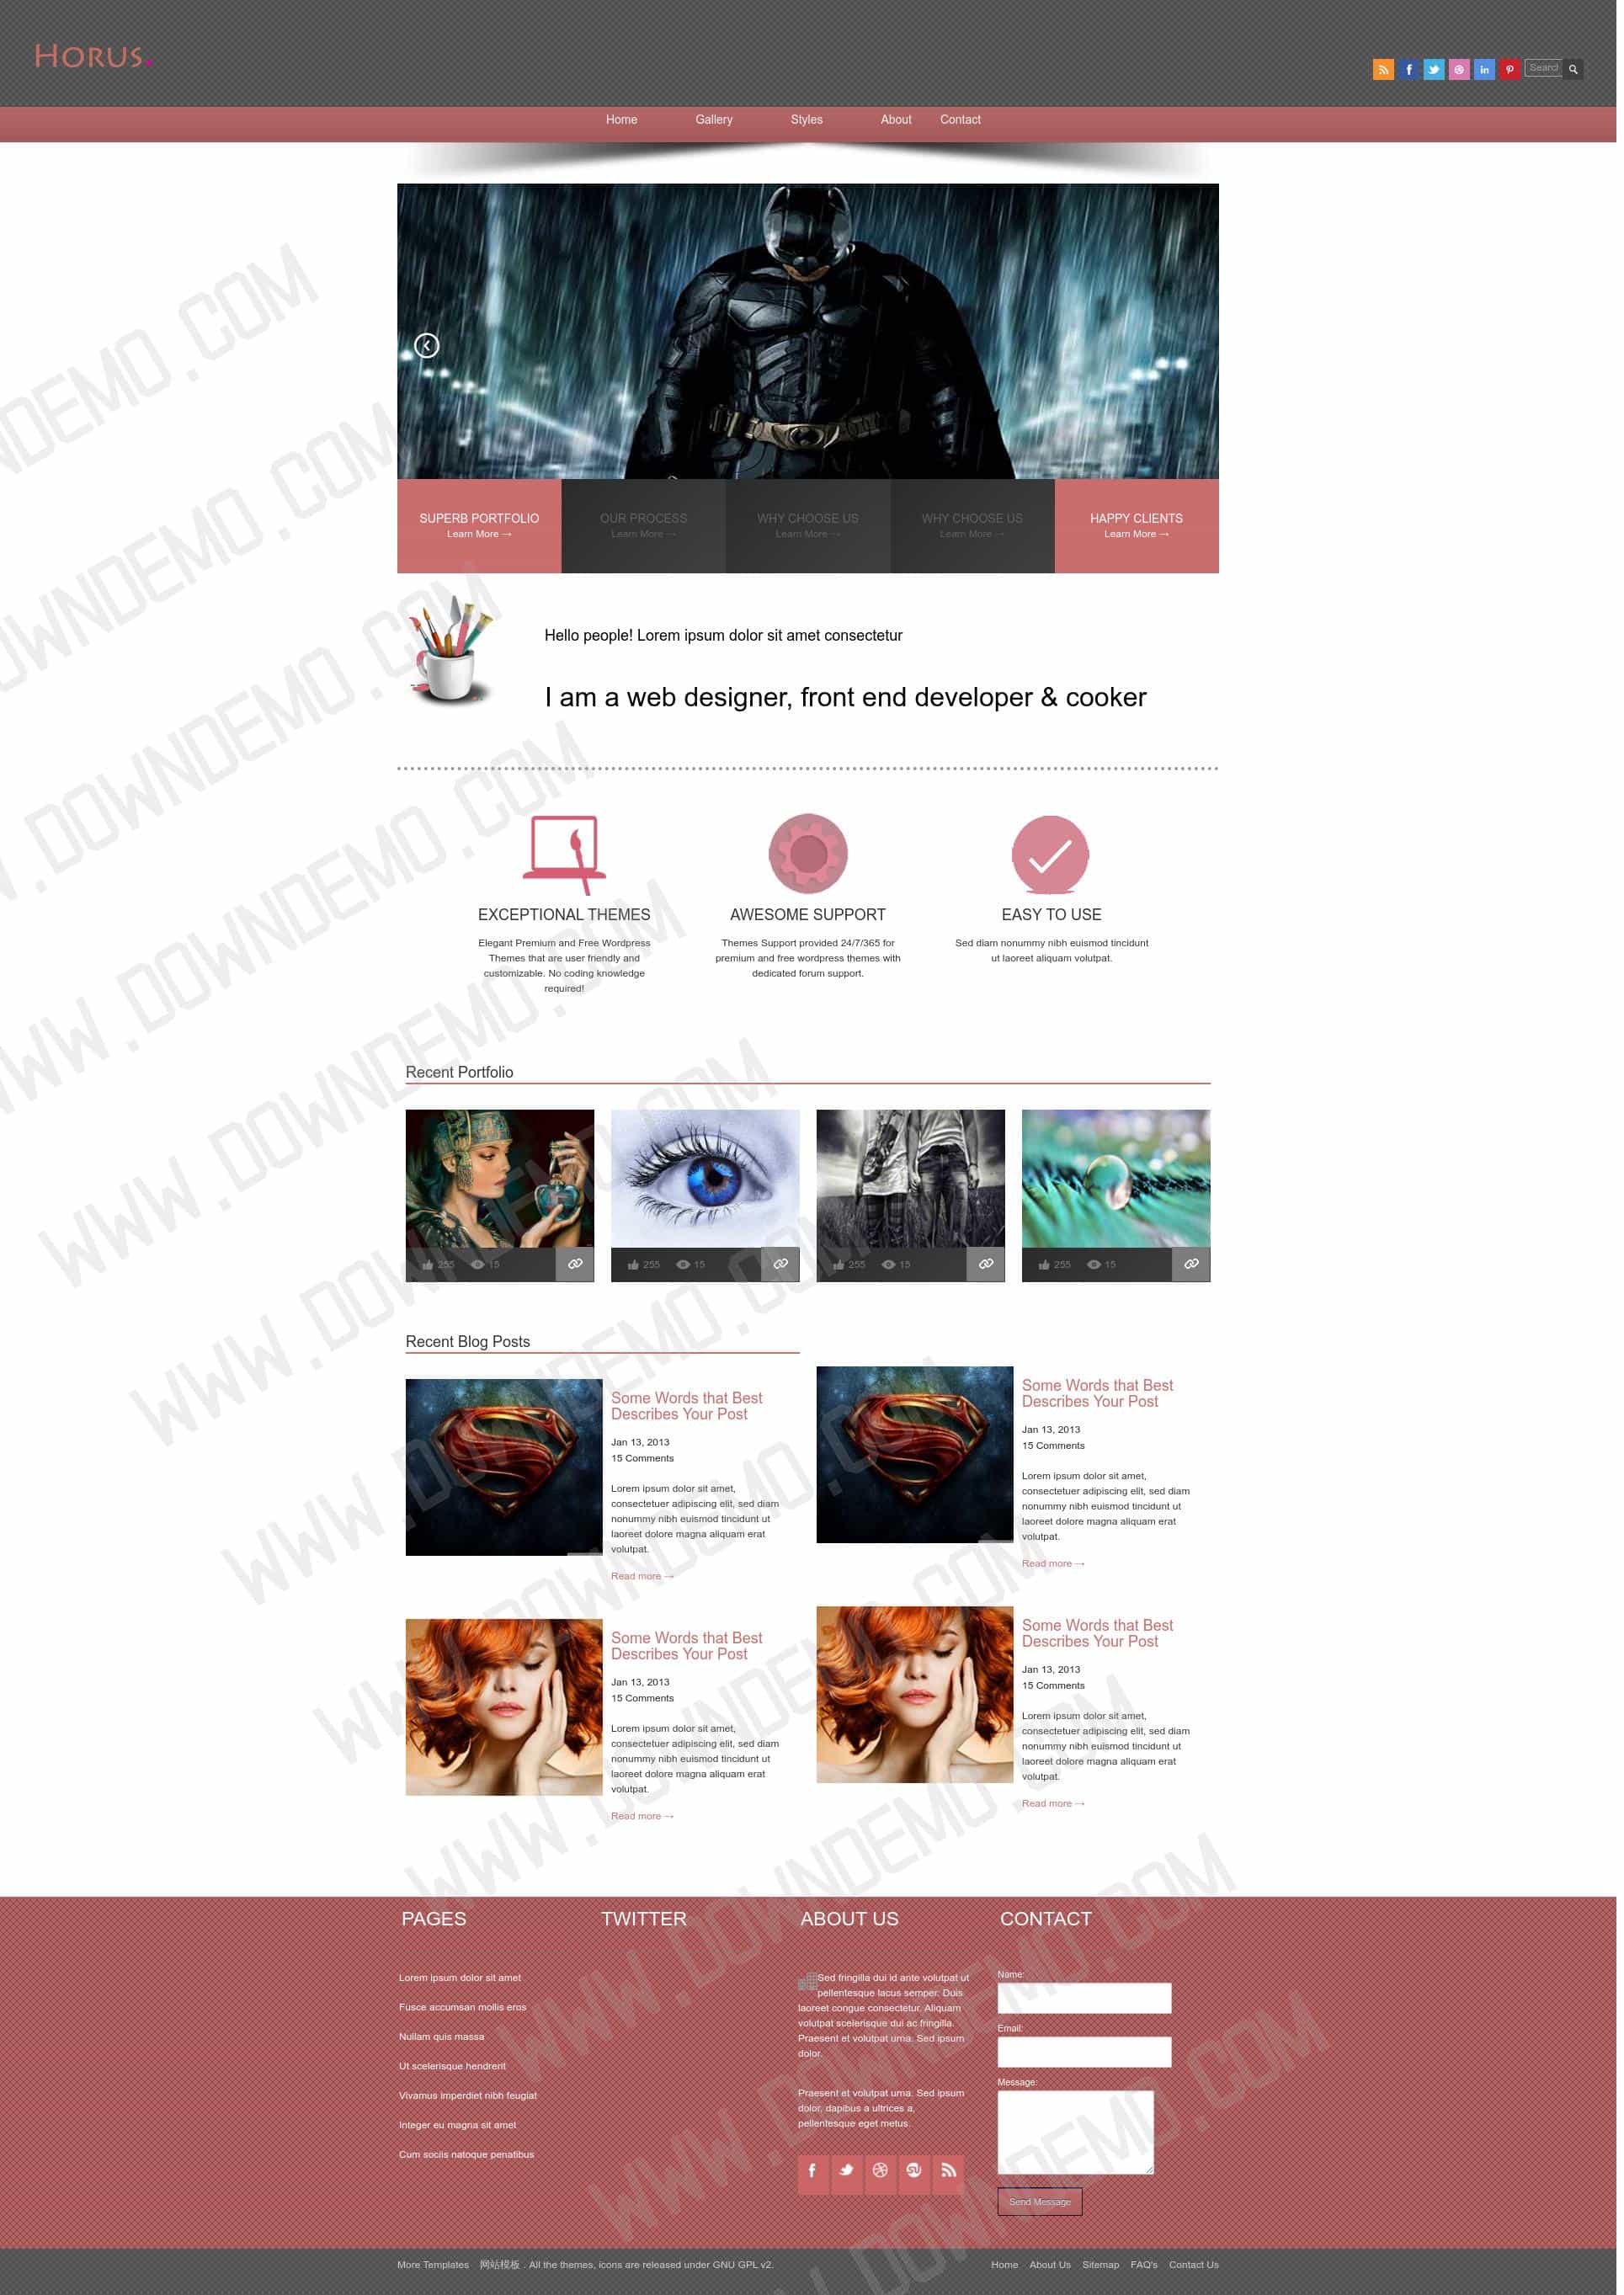 HORUS.
Search
Home Gallery Styles About Contact
SUPERB PORTFOLIO
Learn More →
OUR PROCESS
Learn More →
WHY CHOOSE US
Learn More →
WHY CHOOSE US
Learn More →
HAPPY CLIENTS
Learn More →
Hello people! Lorem ipsum dolor sit amet consectetur
I am a web designer, front end developer & cooker
EXCEPTIONAL THEMES
Elegant Premium and Free Wordpress
Themes that are user friendly and
customizable. No coding knowledge
required!
AWESOME SUPPORT
Themes Support provided 24/7/365 for
premium and free wordpress themes with
dedicated forum support.
EASY TO USE
Sed diam nonummy nibh euismod tincidunt
ut laoreet aliquam volutpat.
Recent Portfolio
255 15
255 15
255 15
255 15
Recent Blog Posts
Some Words that Best
Describes Your Post
Jan 13, 2013
15 Comments
Lorem ipsum dolor sit amet,
consectetuer adipiscing elit, sed diam
nonummy nibh euismod tincidunt ut
laoreet dolore magna aliquam erat
volutpat.
Read more →
Some Words that Best
Describes Your Post
Jan 13, 2013
15 Comments
Lorem ipsum dolor sit amet,
consectetuer adipiscing elit, sed diam
nonummy nibh euismod tincidunt ut
laoreet dolore magna aliquam erat
volutpat.
Read more →
Some Words that Best
Describes Your Post
Jan 13, 2013
15 Comments
Lorem ipsum dolor sit amet,
consectetuer adipiscing elit, sed diam
nonummy nibh euismod tincidunt ut
laoreet dolore magna aliquam erat
volutpat.
Read more →
Some Words that Best
Describes Your Post
Jan 13, 2013
15 Comments
Lorem ipsum dolor sit amet,
consectetuer adipiscing elit, sed diam
nonummy nibh euismod tincidunt ut
laoreet dolore magna aliquam erat
volutpat.
Read more →
PAGES
Lorem ipsum dolor sit amet
Fusce accumsan mollis eros
Nullam quis massa
Ut scelerisque hendrerit
Vivamus imperdiet nibh feugiat
Integer eu magna sit amet
Cum sociis natoque penatibus
TWITTER
ABOUT US
Sed fringilla dui id ante volutpat ut
pellentesque lacus semper. Duis
laoreet congue consectetur. Aliquam
volutpat scelerisque dui ac fringilla.
Praesent et volutpat urna. Sed ipsum
dolor.
Praesent et volutpat urna. Sed ipsum
dolor, dapibus a ultrices a,
pellentesque eget metus.
CONTACT
Name:
Email:
Message:
Send Message
More Templates 网站模板 . All the themes, icons are released under GNU GPL v2.
Home About Us Sitemap FAQ's Contact Us
WWW.DOWNDEMO.COM